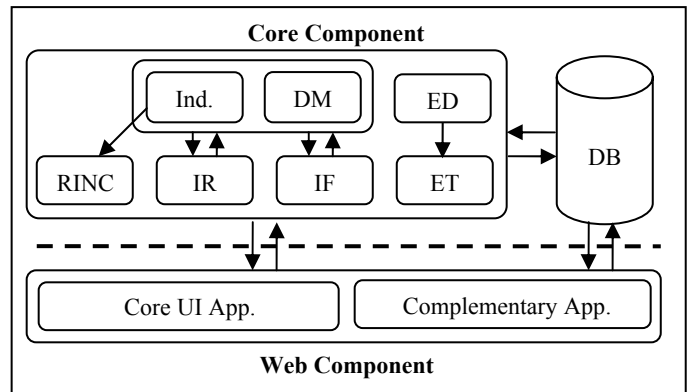 Core Component
Ind.
DM
ED
DB
RINC
IR
IF
ET
Core UI App.
Complementary App.
Web Component